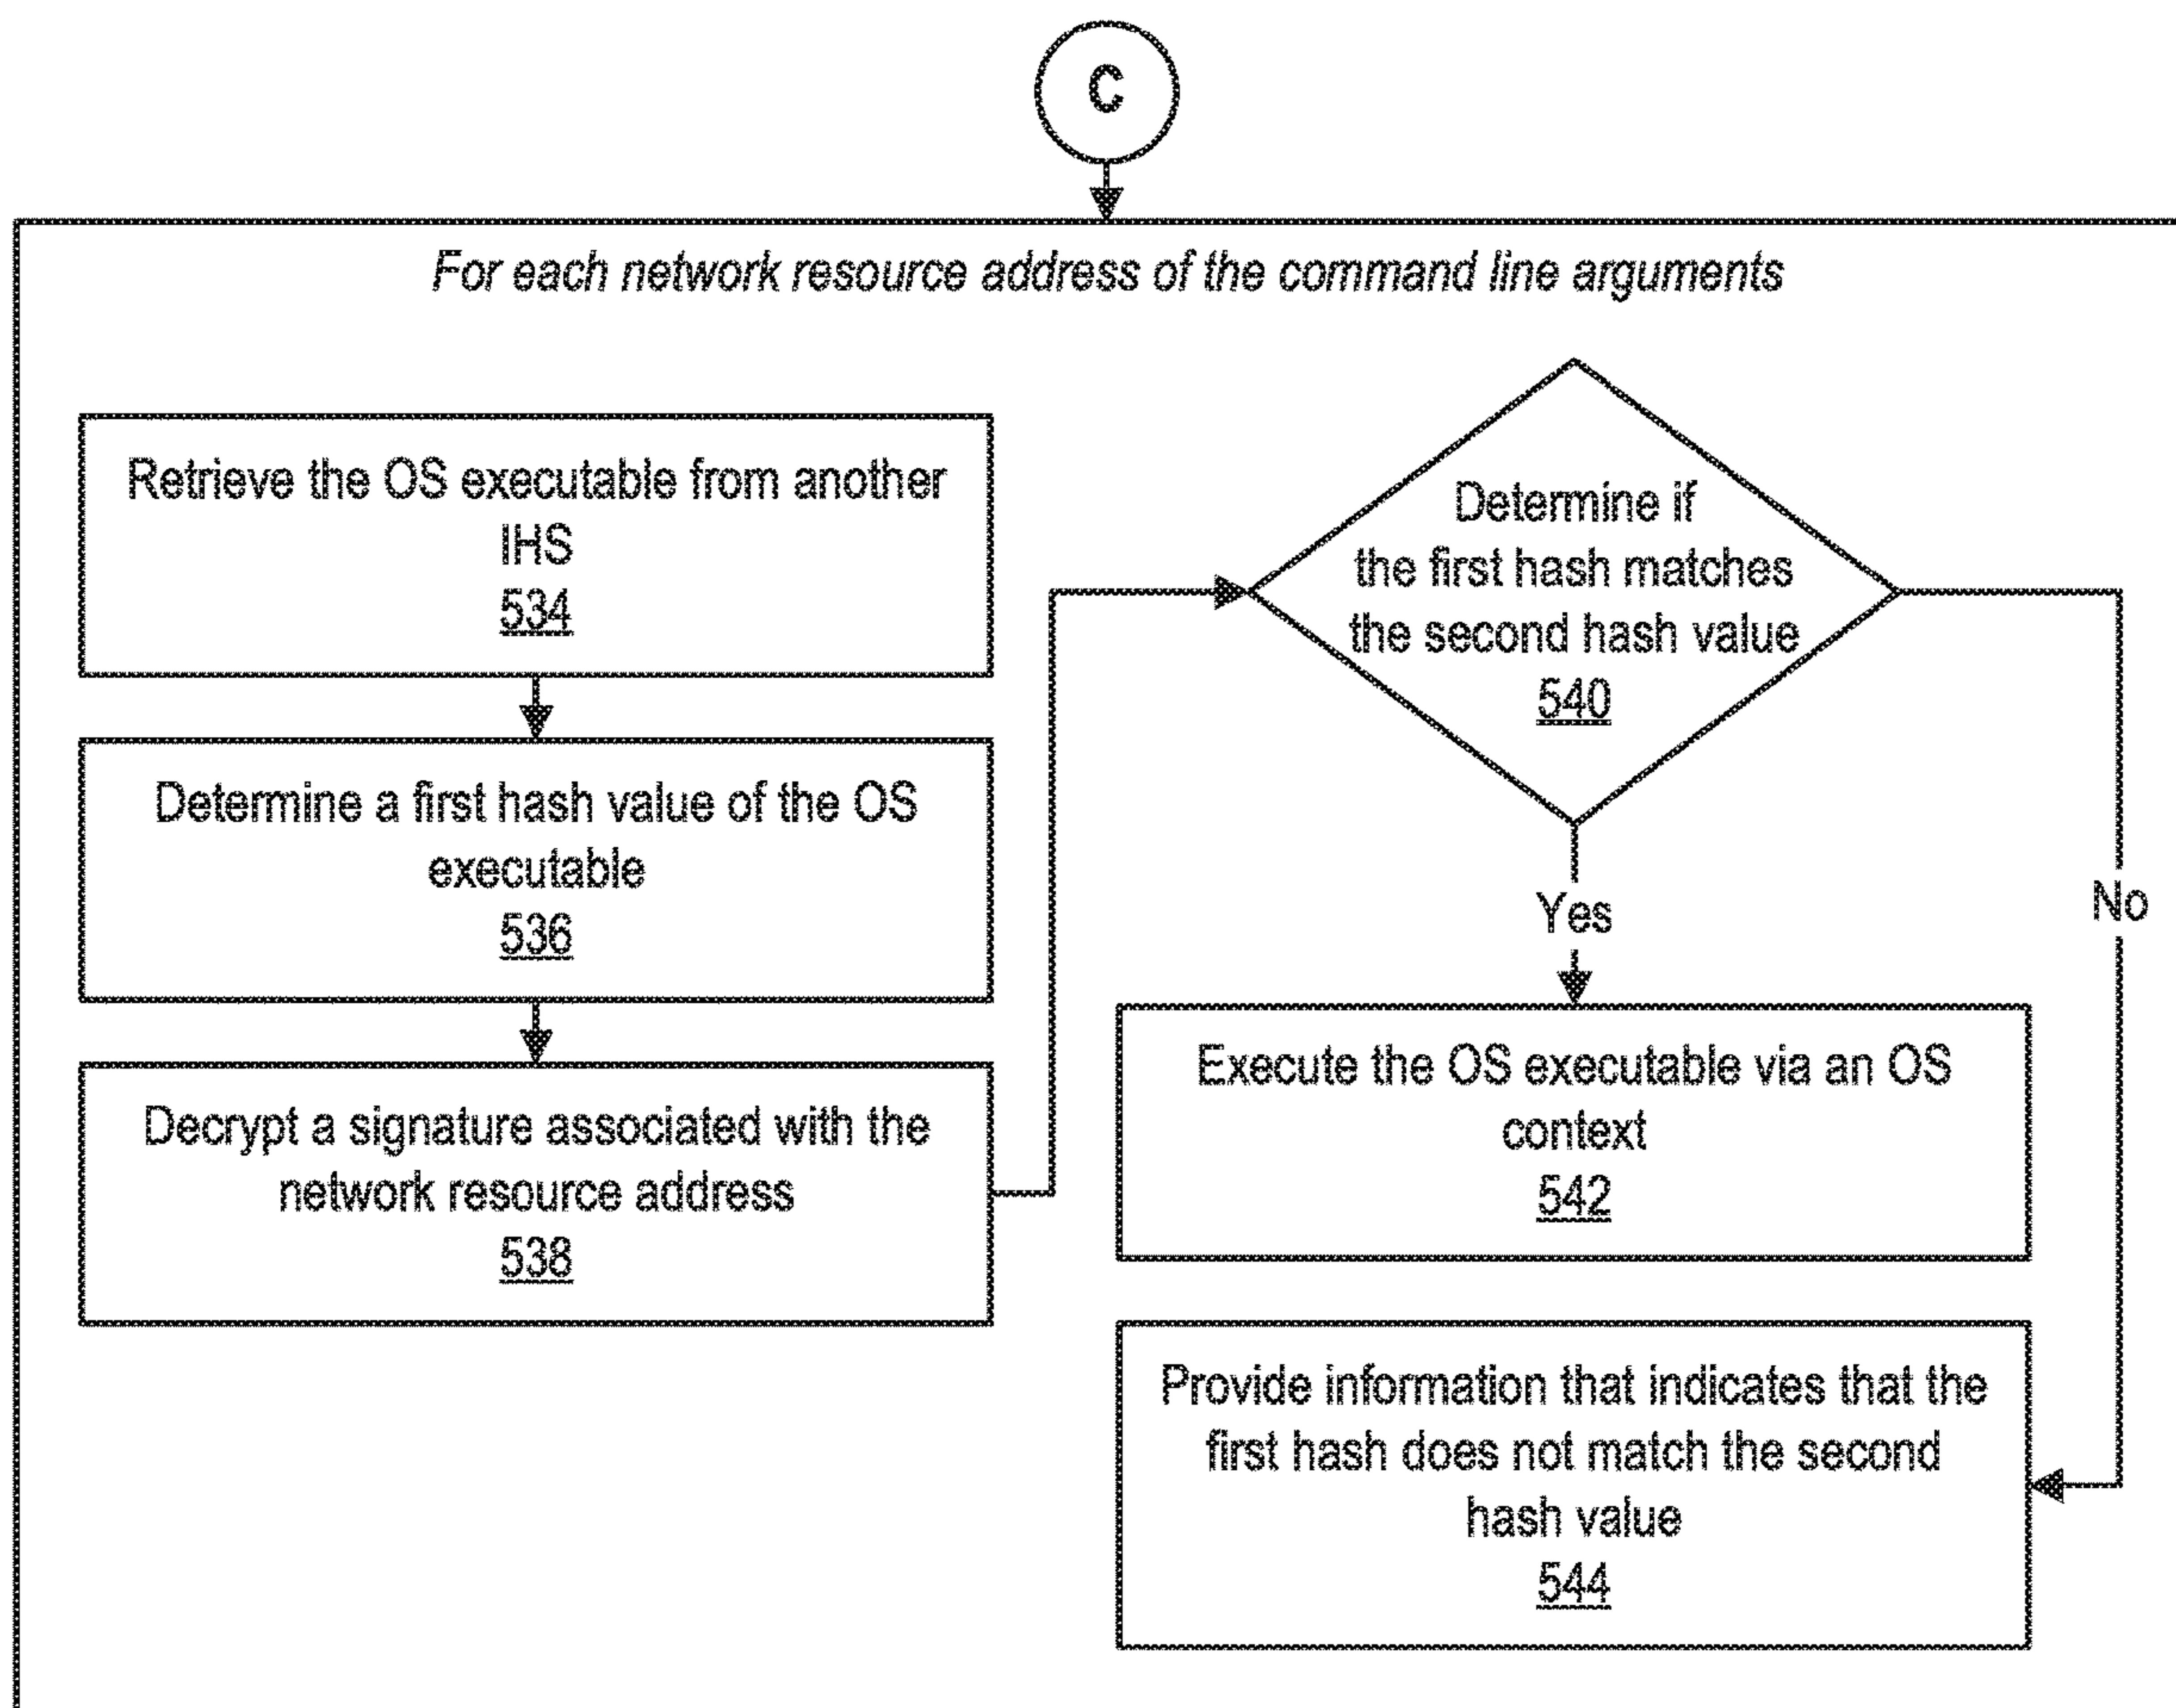 C
For each network resource address of the command line arguments
Retrieve the OS executable from another
IHS
534
Determine a first hash value of the OS
executable
536
Decrypt a signature associated with the
network resource address
538
Determine if
the first hash matches
the second hash value
540
Yes
No
Execute the OS executable via an OS
context
542
Provide information that indicates that the
first hash does not match the second
hash value
544